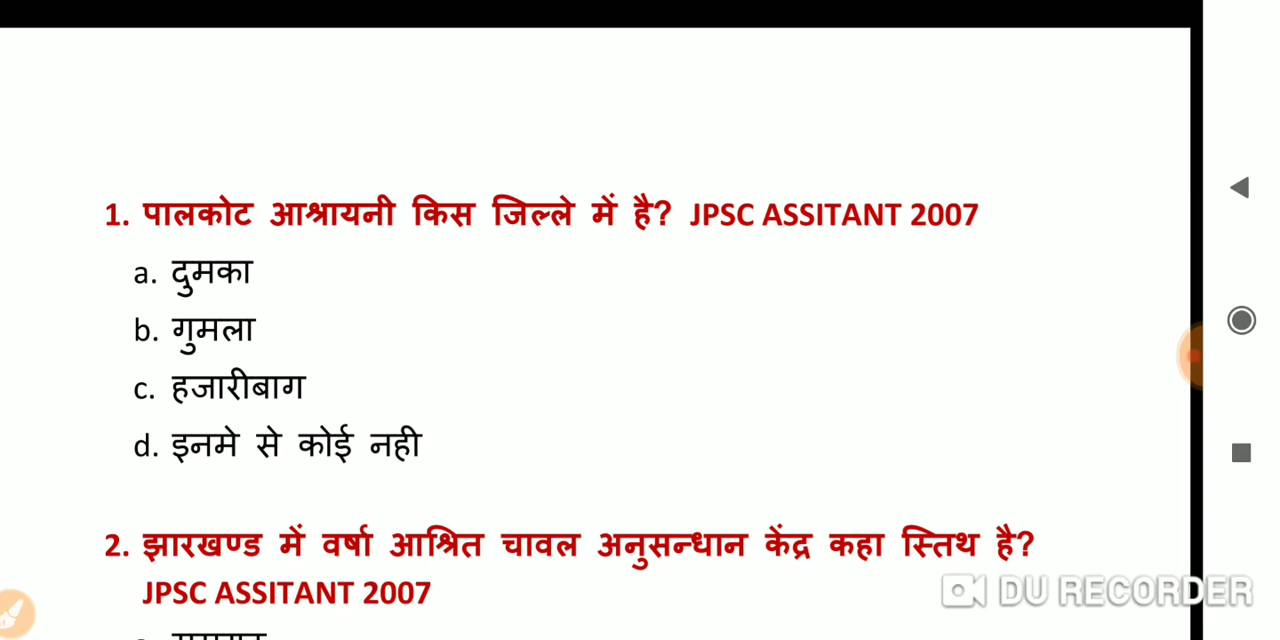 1. पालकोट आश्रायनी किस जिल्ले में है? JPSC ASSITANT 2007
a. दुमका
b. गुमला
c. हजारीबाग
d. इनमे से कोई नही
2. झारखण्ड में वर्षा आश्रित चावल अनुसन्धान केंद्र कहा स्तिथ है?
JPSC ASSITANT 2007
DU RECORDER